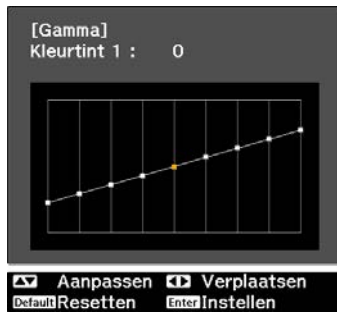 [Gamma]
Kleurtint 1 : 0
Aanpassen Verplaatsen
Default Resetten Enter Instellen